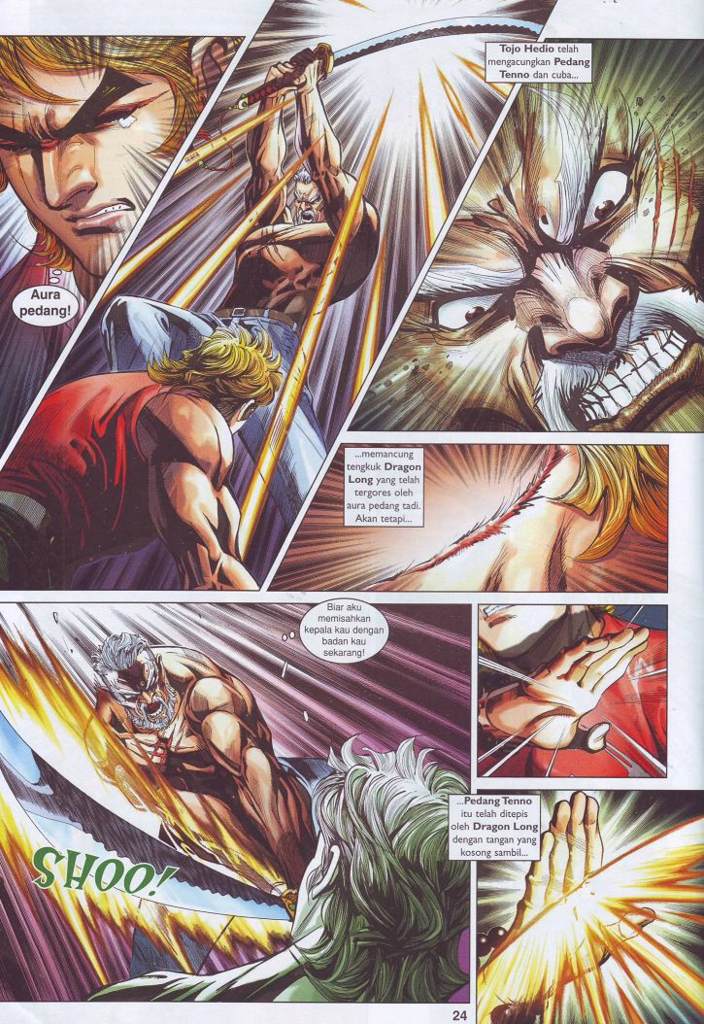 Tojo Hedio telah
mengacungkan Pedang
Tenno dan cuba...
Aura
pedang!
...memancung
tengkuk Dragon
Long yang telah
tergores oleh
aura pedang tadi.
Akan tetapi...
Biar aku
memisahkan
kepala kau dengan
badan kau
sekarang!
SHOO!
...Pedang Tenno
itu telah ditepis
oleh Dragon Long
dengan tangan yang
kosong sambil...
24